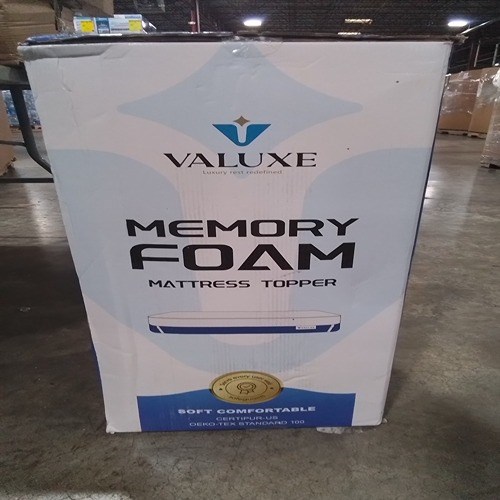 VALUXE
Luxury rest redefined
MEMORY
FOAM
MATTRESS TOPPER
SOFT COMFORTABLE
CERTIPUR-US
OEKO-TEX STANDARD 100